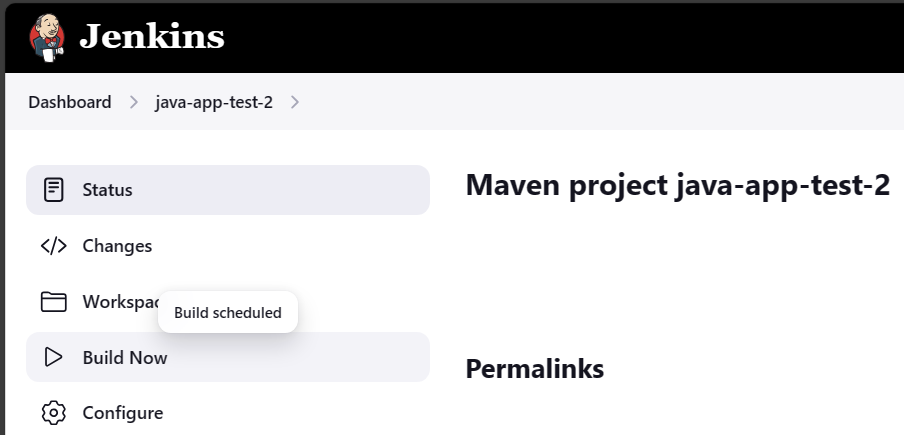 Jenkins
Dashboard
java-app-test-2
Status
Maven project java-app-test-2
Changes
Build scheduled
Build Now
Permalinks
Configure